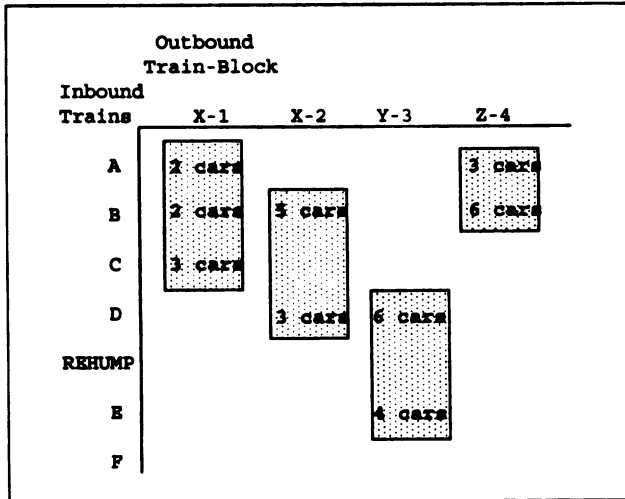 Outbound
Train-Block
Inbound
Trains X-1 X-2 Y-3 Z-4
A 2 cars 3 cars
B 2 cars 5 cars 6 cars
C 3 cars
D 3 cars 6 cars
REHUMP
E 4 cars
F